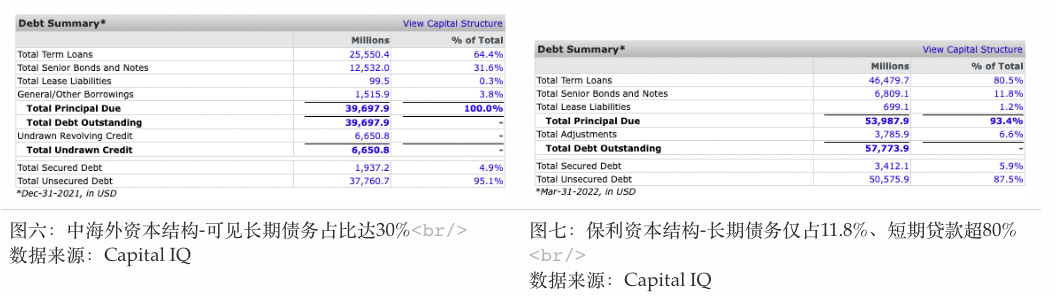 Debt Summary* View Capital Structure
Millions % of Total
Total Term Loans 25,550.4 64.4%
Total Senior Bonds and Notes 12,532.0 31.6%
Total Lease Liabilities 99.5 0.3%
General/Other Borrowings 1,515.9 3.8%
Total Principal Due 39,697.9 100.0%
Total Debt Outstanding 39,697.9 -
Undrawn Revolving Credit 6,650.8 -
Total Undrawn Credit 6,650.8 -
Total Secured Debt 1,937.2 4.9%
Total Unsecured Debt 37,760.7 95.1%
*Dec-31-2021, in USD
图六：中海外资本结构-可见长期债务占比达30%<br/>
数据来源：Capital IQ
Debt Summary* View Capital Structure
Millions % of Total
Total Term Loans 46,479.7 80.5%
Total Senior Bonds and Notes 6,809.1 11.8%
Total Lease Liabilities 699.1 1.2%
Total Principal Due 53,987.9 93.4%
Total Adjustments 3,785.9 6.6%
Total Debt Outstanding 57,773.9 -
Total Secured Debt 3,412.1 5.9%
Total Unsecured Debt 50,575.9 87.5%
*Mar-31-2022, in USD
图七：保利资本结构-长期债务仅占11.8%、短期贷款超80%
<br/>
数据来源：Capital IQ